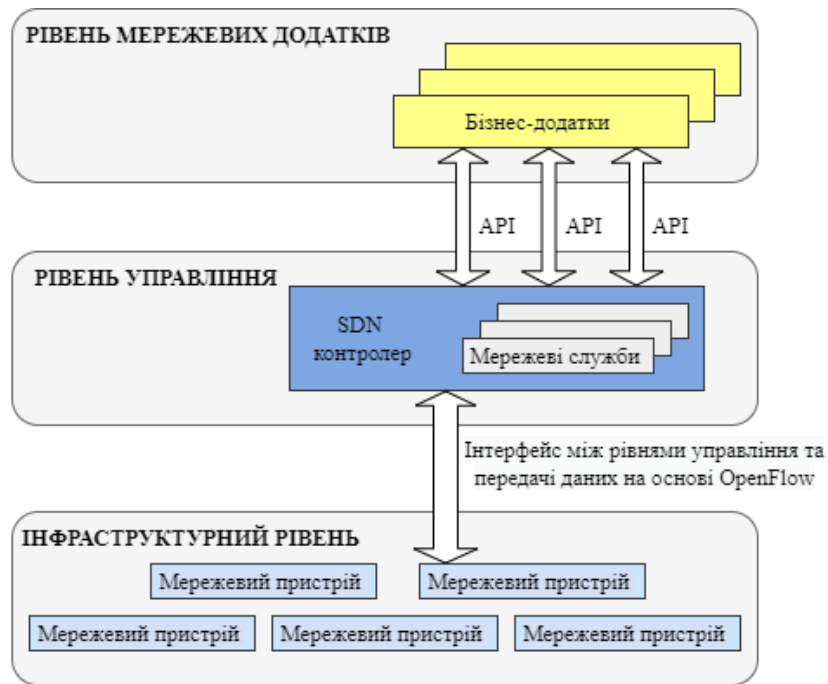 РІВЕНЬ МЕРЕЖЕВИХ ДОДАТКІВ
Бізнес-додатки
API
API
API
РІВЕНЬ УПРАВЛІННЯ
SDN
контролер
Мережеві служби
Інтерфейс між рівнями управління та
передачі даних на основі OpenFlow
ІНФРАСТРУКТУРНИЙ РІВЕНЬ
Мережевий пристрій
Мережевий пристрій
Мережевий пристрій
Мережевий пристрій
Мережевий пристрій